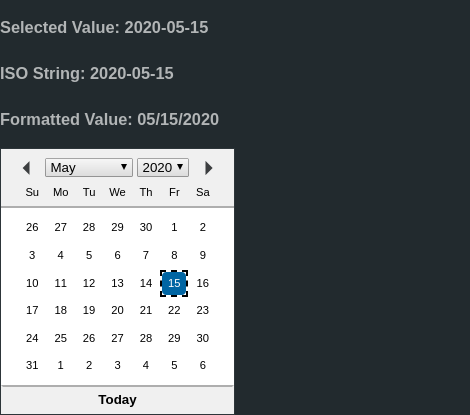 Selected Value: 2020-05-15
ISO String: 2020-05-15
Formatted Value: 05/15/2020
May 2020
Su Mo Tu We Th Fr Sa
26 27 28 29 30 1 2
3 4 5 6 7 8 9
10 11 12 13 14 15 16
17 18 19 20 21 22 23
24 25 26 27 28 29 30
31 1 2 3 4 5 6
Today